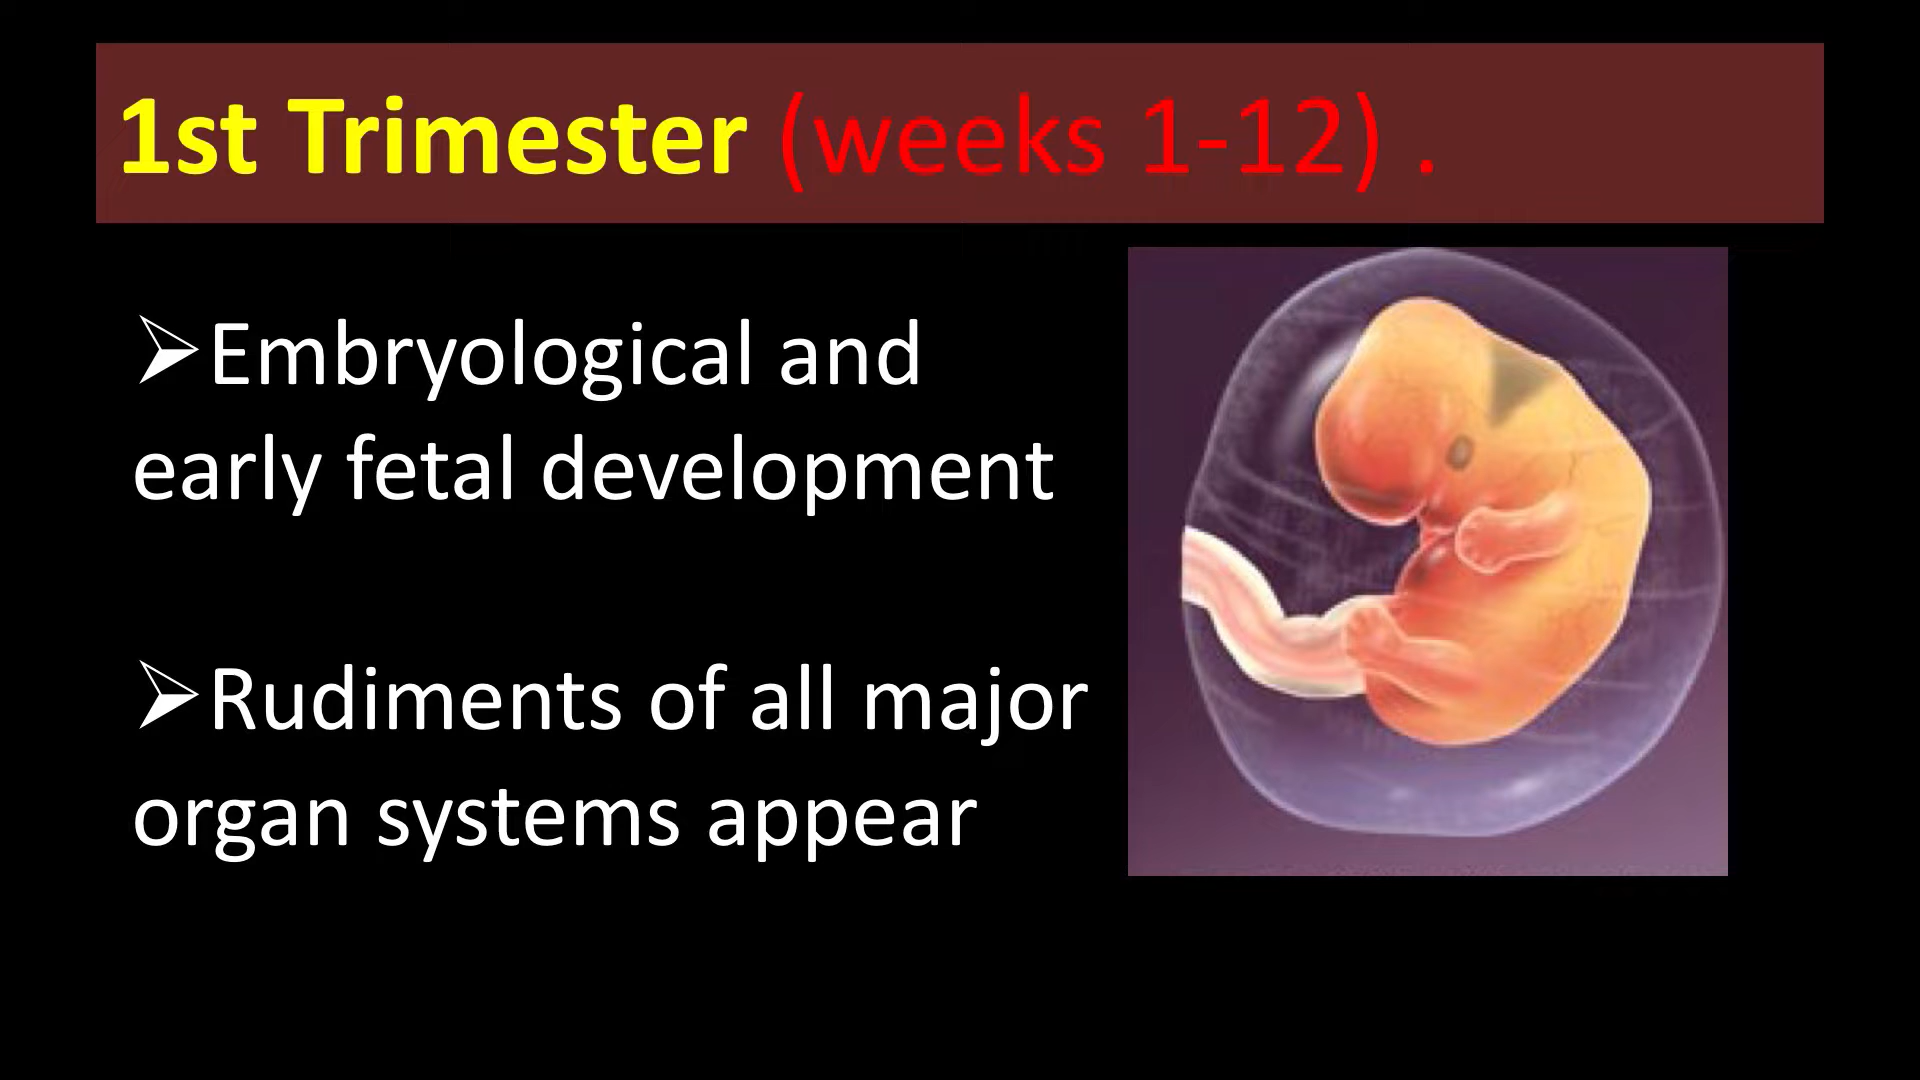 1st Trimester (weeks 1-12) .
➢Embryological and
early fetal development
➢Rudiments of all major
organ systems appear